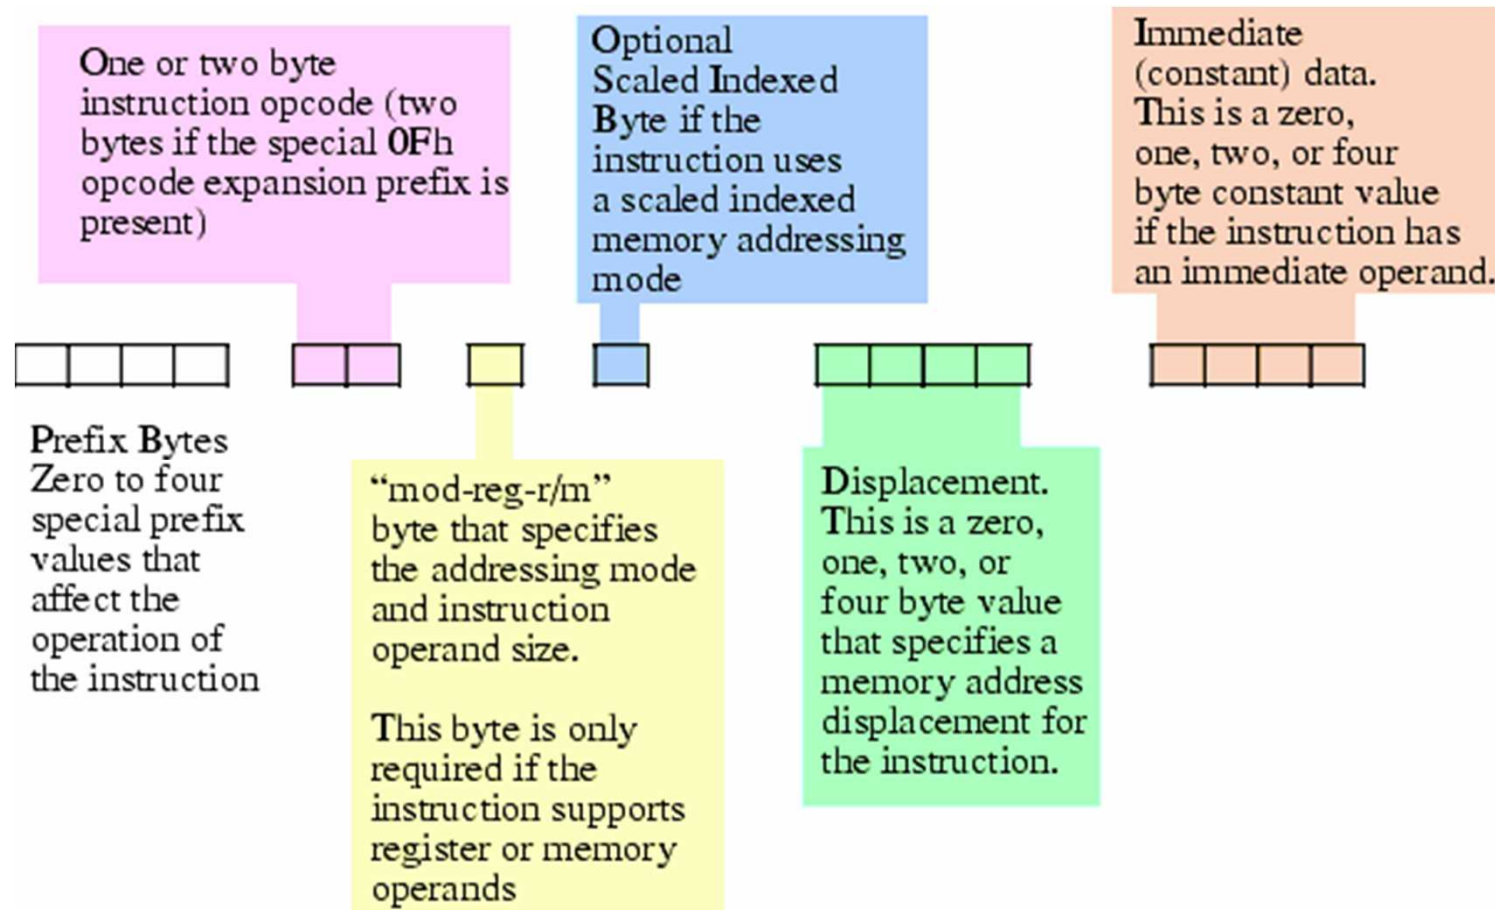 One or two byte
instruction opcode (two
bytes if the special 0Fh
opcode expansion prefix is
present)
Optional
Scaled Indexed
Byte if the
instruction uses
a scaled indexed
memory addressing
mode
Immediate
(constant) data.
This is a zero,
one, two, or four
byte constant value
if the instruction has
an immediate operand.
Prefix Bytes
Zero to four
special prefix
values that
affect the
operation of
the instruction
“mod-reg-r/m”
byte that specifies
the addressing mode
and instruction
operand size.
This byte is only
required if the
instruction supports
register or memory
operands
Displacement.
This is a zero,
one, two, or
four byte value
that specifies a
memory address
displacement for
the instruction.